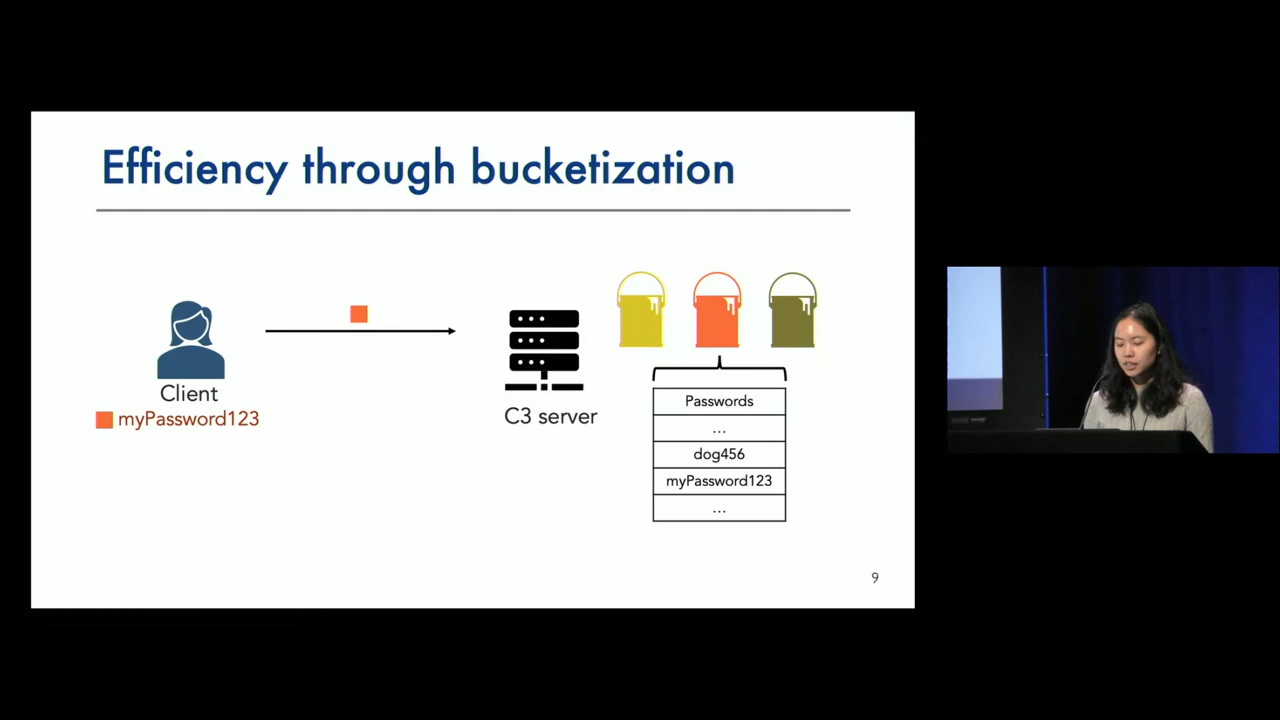 Efficiency through bucketization
Client
myPassword123
C3 server
Passwords
...
dog456
myPassword123
...
9